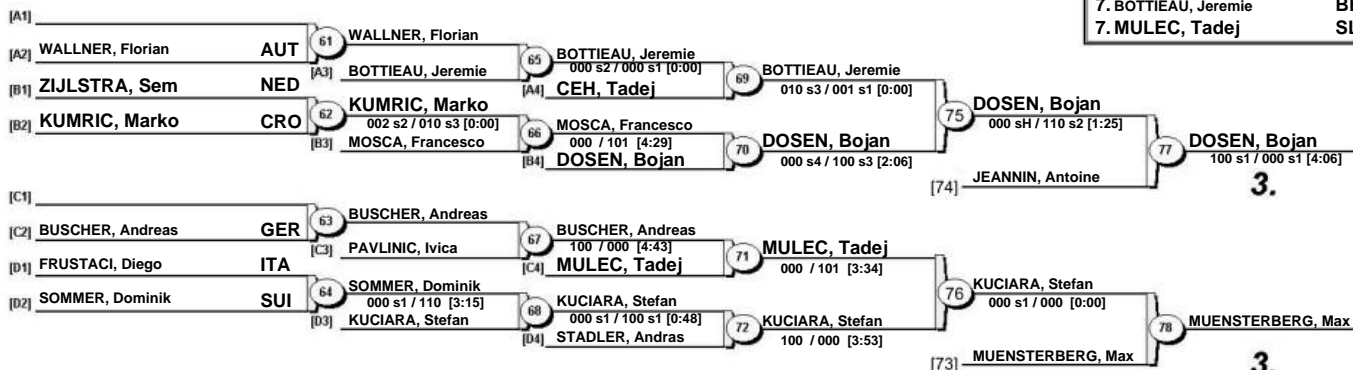 7. BOTTIEAU, Jeremie
7. MULEC, Tadej
[A1]
[A2] WALLNER, Florian AUT
61
WALLNER, Florian
[A3] BOTTIEAU, Jeremie
65
BOTTIEAU, Jeremie
000 s2 / 000 s1 [0:00]
[A4] CEH, Tadej
69
BOTTIEAU, Jeremie
010 s3 / 001 s1 [0:00]
[B1] ZIJLSTRA, Sem NED
[B2] KUMRIC, Marko CRO
62
KUMRIC, Marko
002 s2 / 010 s3 [0:00]
[B3] MOSCA, Francesco
66
MOSCA, Francesco
000 / 101 [4:29]
[B4] DOSEN, Bojan
70
DOSEN, Bojan
000 s4 / 100 s3 [2:06]
75
DOSEN, Bojan
000 sH / 110 s2 [1:25]
[74] JEANNIN, Antoine
77
DOSEN, Bojan
100 s1 / 000 s1 [4:06]
3.
[C1]
[C2] BUSCHER, Andreas GER
63
BUSCHER, Andreas
[C3] PAVLINIC, Ivica
67
BUSCHER, Andreas
100 / 000 [4:43]
[C4] MULEC, Tadej
71
MULEC, Tadej
000 / 101 [3:34]
[D1] FRUSTACI, Diego ITA
[D2] SOMMER, Dominik SUI
64
SOMMER, Dominik
000 s1 / 110 [3:15]
[D3] KUCIARA, Stefan
68
KUCIARA, Stefan
000 s1 / 100 s1 [0:48]
[D4] STADLER, Andras
72
KUCIARA, Stefan
100 / 000 [3:53]
76
KUCIARA, Stefan
000 s1 / 000 [0:00]
[73] MUENSTERBERG, Max
78
MUENSTERBERG, Max
3.